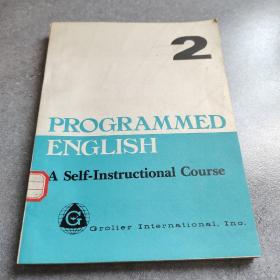 2
PROGRAMMED
ENGLISH
A Self-Instructional Course
Grolier International, Inc.